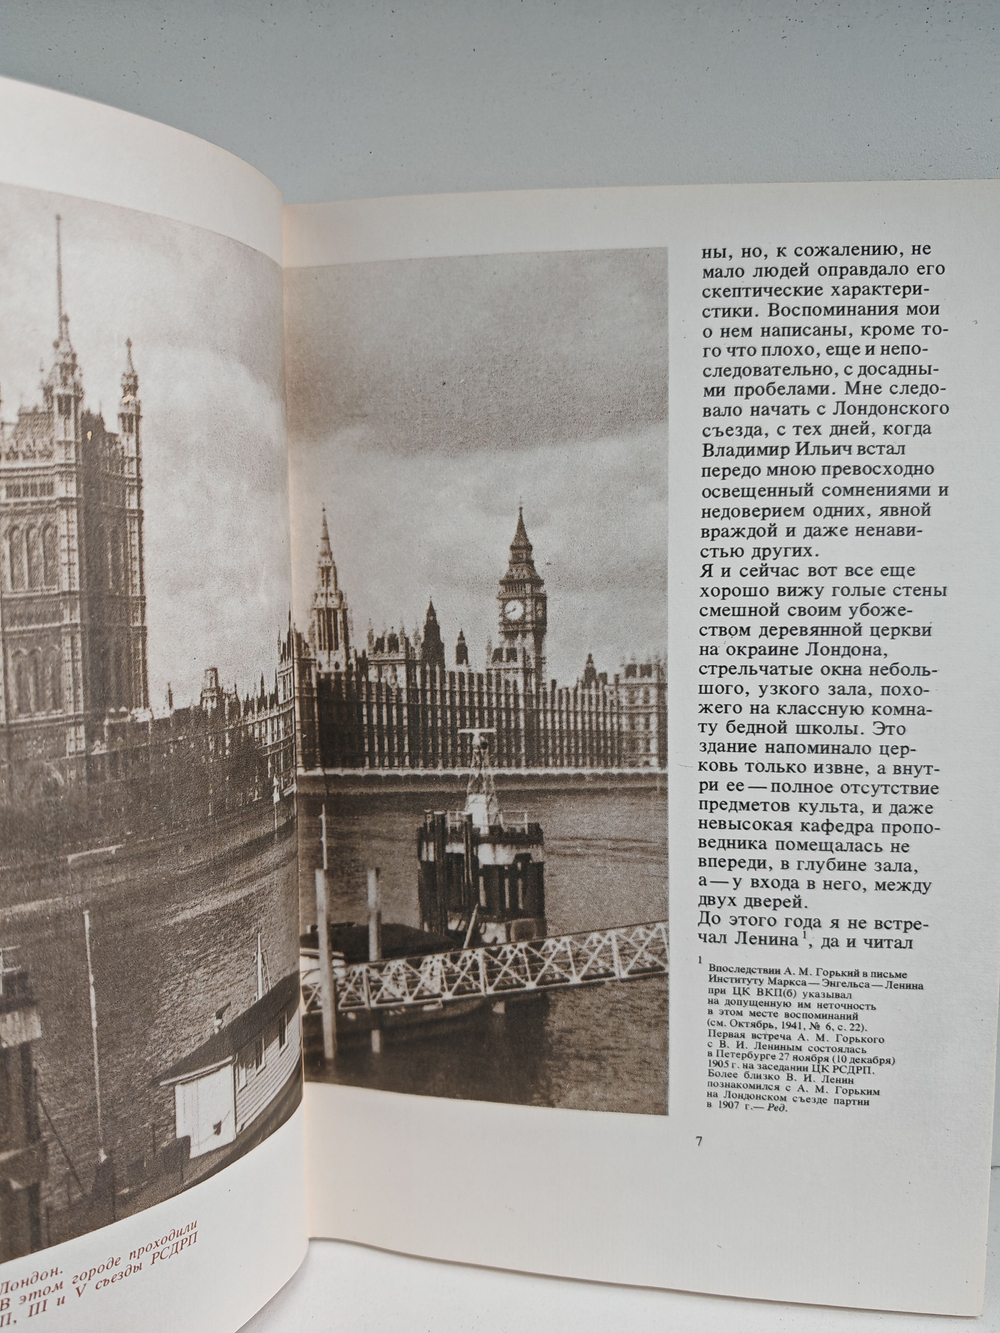 Лондон.
В этом городе проходили
II, III и V съезды РСДРП
ны, но, к сожалению, не
мало людей оправдало его
скептические характери-
стики. Воспоминания мои
о нем написаны, кроме то-
го что плохо, еще и непо-
следовательно, с досадны-
ми пробелами. Мне следо-
вало начать с Лондонского
съезда, с тех дней, когда
Владимир Ильич встал
передо мною превосходно
освещенный сомнениями и
недоверием одних, явной
враждой и даже ненави-
стью других.
Я и сейчас вот все еще
хорошо вижу голые стены
смешной своим убоже-
ством деревянной церкви
на окраине Лондона,
стрельчатые окна неболь-
шого, узкого зала, похо-
жего на классную комна-
ту бедной школы. Это
здание напоминало цер-
ковь только извне, а внут-
ри ее — полное отсутствие
предметов культа, и даже
невысокая кафедра пропо-
ведника помещалась не
впереди, в глубине зала,
а — у входа в него, между
двух дверей.
До этого года я не встре-
чал Ленина¹, да и читал
1
Впоследствии А. М. Горький в письме
Институту Маркса — Энгельса — Ленина
при ЦК ВКП(б) указывал
на допущенную им неточность
в этом месте воспоминаний
(см. Октябрь, 1941, № 6, с. 22).
Первая встреча А. М. Горького
с В. И. Лениным состоялась
в Петербурге 27 ноября (10 декабря)
1905 г. на заседании ЦК РСДРП.
Более близко В. И. Ленин
познакомился с А. М. Горьким
на Лондонском съезде партии
в 1907 г.— Ред.
7